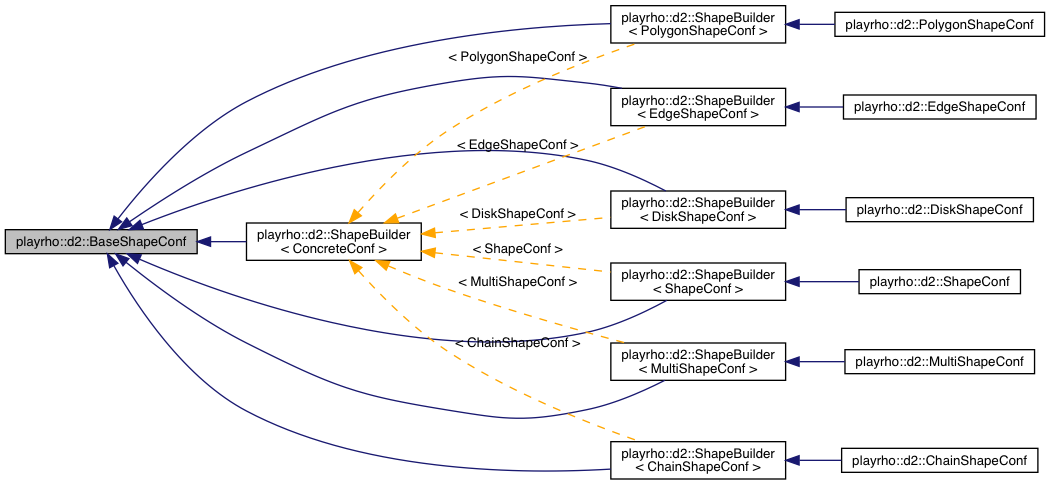 playrho::d2::ShapeBuilder
< PolygonShapeConf >
playrho::d2::PolygonShapeConf
< PolygonShapeConf >
playrho::d2::ShapeBuilder
< EdgeShapeConf >
playrho::d2::EdgeShapeConf
< EdgeShapeConf >
playrho::d2::ShapeBuilder
< DiskShapeConf >
playrho::d2::DiskShapeConf
< DiskShapeConf >
playrho::d2::BaseShapeConf
playrho::d2::ShapeBuilder
< ConcreteConf >
< ShapeConf >
playrho::d2::ShapeBuilder
< ShapeConf >
playrho::d2::ShapeConf
< MultiShapeConf >
< ChainShapeConf >
playrho::d2::ShapeBuilder
< MultiShapeConf >
playrho::d2::MultiShapeConf
playrho::d2::ShapeBuilder
< ChainShapeConf >
playrho::d2::ChainShapeConf